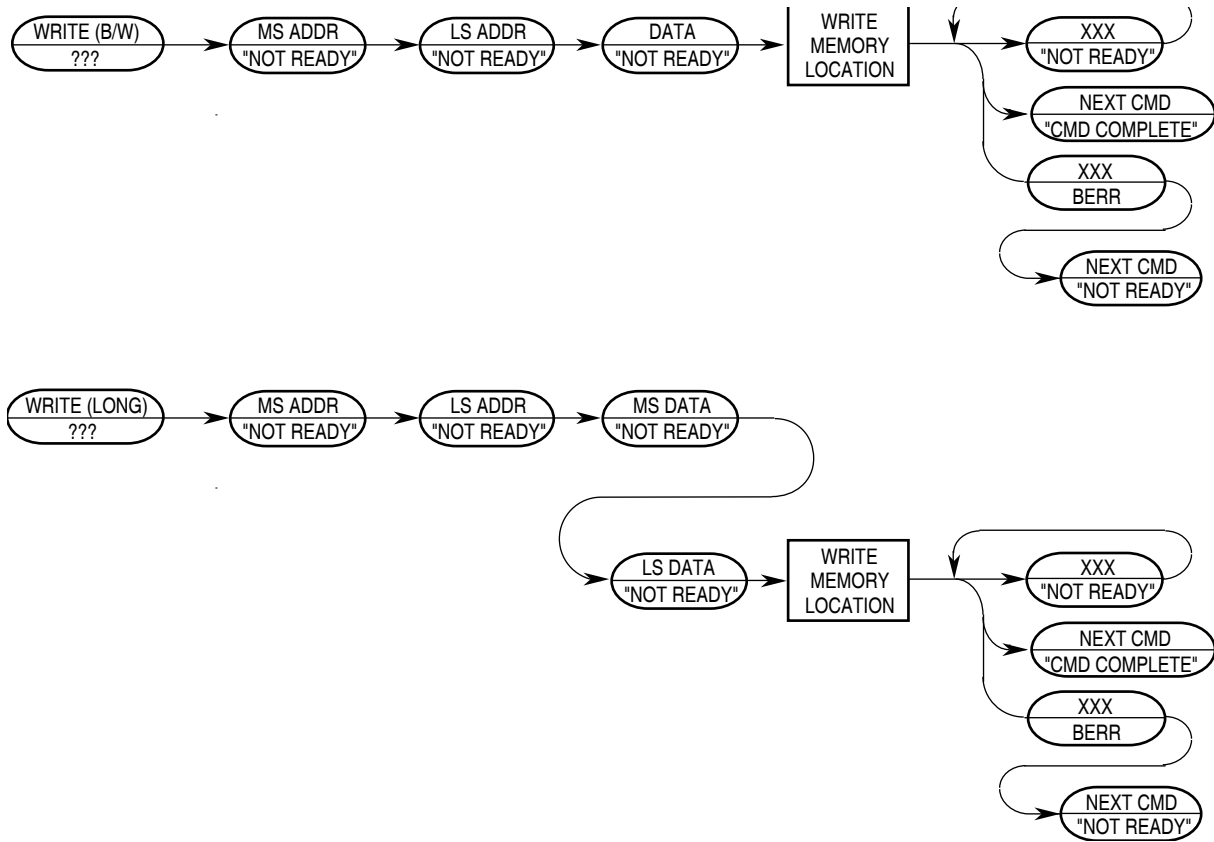 WRITE (B/W)
???
MS ADDR
"NOT READY"
LS ADDR
"NOT READY"
DATA
"NOT READY"
WRITE
MEMORY
LOCATION
XXX
"NOT READY"
NEXT CMD
"CMD COMPLETE"
XXX
BERR
NEXT CMD
"NOT READY"
WRITE (LONG)
???
MS ADDR
"NOT READY"
LS ADDR
"NOT READY"
MS DATA
"NOT READY"
LS DATA
"NOT READY"
WRITE
MEMORY
LOCATION
XXX
"NOT READY"
NEXT CMD
"CMD COMPLETE"
XXX
BERR
NEXT CMD
"NOT READY"